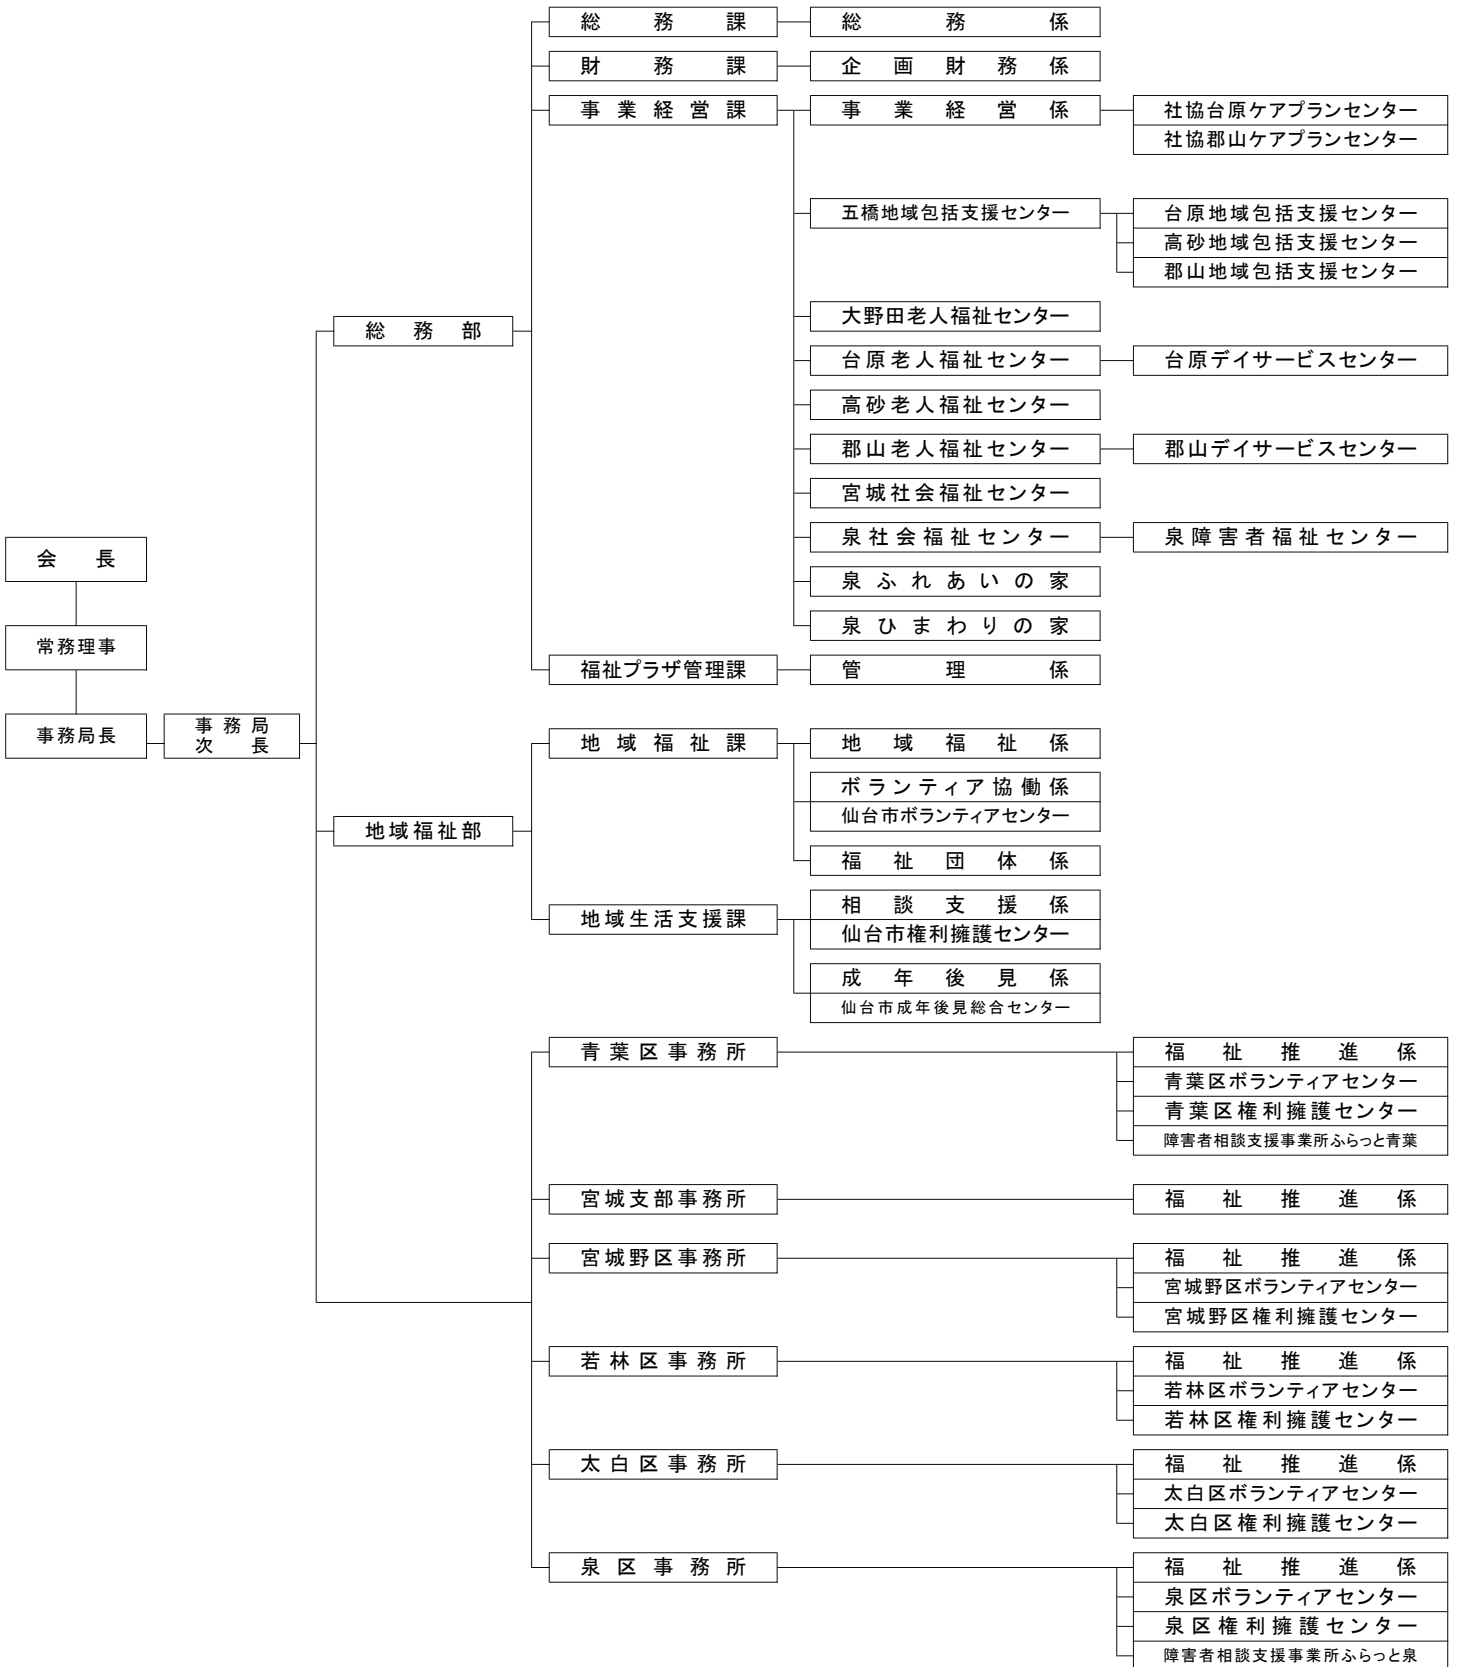 会長
常務理事
事務局長
事務局
次長
総務部
総務課
総務係
財務課
企画財務係
事業経営課
事業経営係
社協台原ケアプランセンター
社協郡山ケアプランセンター
五橋地域包括支援センター
台原地域包括支援センター
高砂地域包括支援センター
郡山地域包括支援センター
大野田老人福祉センター
台原老人福祉センター
台原デイサービスセンター
高砂老人福祉センター
郡山老人福祉センター
郡山デイサービスセンター
宮城社会福祉センター
泉社会福祉センター
泉障害者福祉センター
泉ふれあいの家
泉ひまわりの家
福祉プラザ管理課
管理係
地域福祉部
地域福祉課
地域福祉係
ボランティア協働係
仙台市ボランティアセンター
福祉団体係
地域生活支援課
相談支援係
仙台市権利擁護センター
成年後見係
仙台市成年後見総合センター
青葉区事務所
福祉推進係
青葉区ボランティアセンター
青葉区権利擁護センター
障害者相談支援事業所ふらっと青葉
宮城支部事務所
福祉推進係
宮城野区事務所
福祉推進係
宮城野区ボランティアセンター
宮城野区権利擁護センター
若林区事務所
福祉推進係
若林区ボランティアセンター
若林区権利擁護センター
太白区事務所
福祉推進係
太白区ボランティアセンター
太白区権利擁護センター
泉区事務所
福祉推進係
泉区ボランティアセンター
泉区権利擁護センター
障害者相談支援事業所ふらっと泉